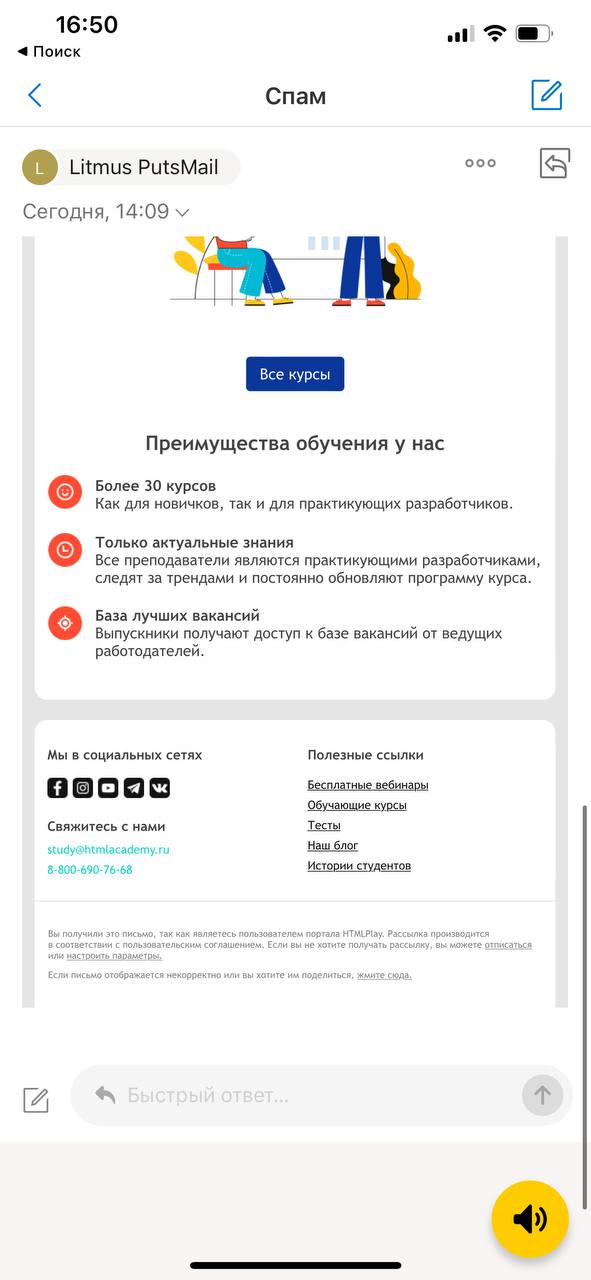 16:50
Поиск
Спам
L
Litmus PutsMail
Сегодня, 14:09
Все курсы
Преимущества обучения у нас
Более 30 курсов
Как для новичков, так и для практикующих разработчиков.
Только актуальные знания
Все преподаватели являются практикующими разработчиками,
следят за трендами и постоянно обновляют программу курса.
База лучших вакансий
Выпускники получают доступ к базе вакансий от ведущих
работодателей.
Мы в социальных сетях
Свяжитесь с нами
study@htmlacademy.ru
8-800-690-76-68
Полезные ссылки
Бесплатные вебинары
Обучающие курсы
Тесты
Наш блог
Истории студентов
Вы получили это письмо, так как являетесь пользователем портала HTMLPlay. Рассылка производится
в соответствии с пользовательским соглашением. Если вы не хотите получать рассылку, вы можете отписаться
или настроить параметры.
Если письмо отображается некорректно или вы хотите им поделиться, жмите сюда.
Быстрый ответ...